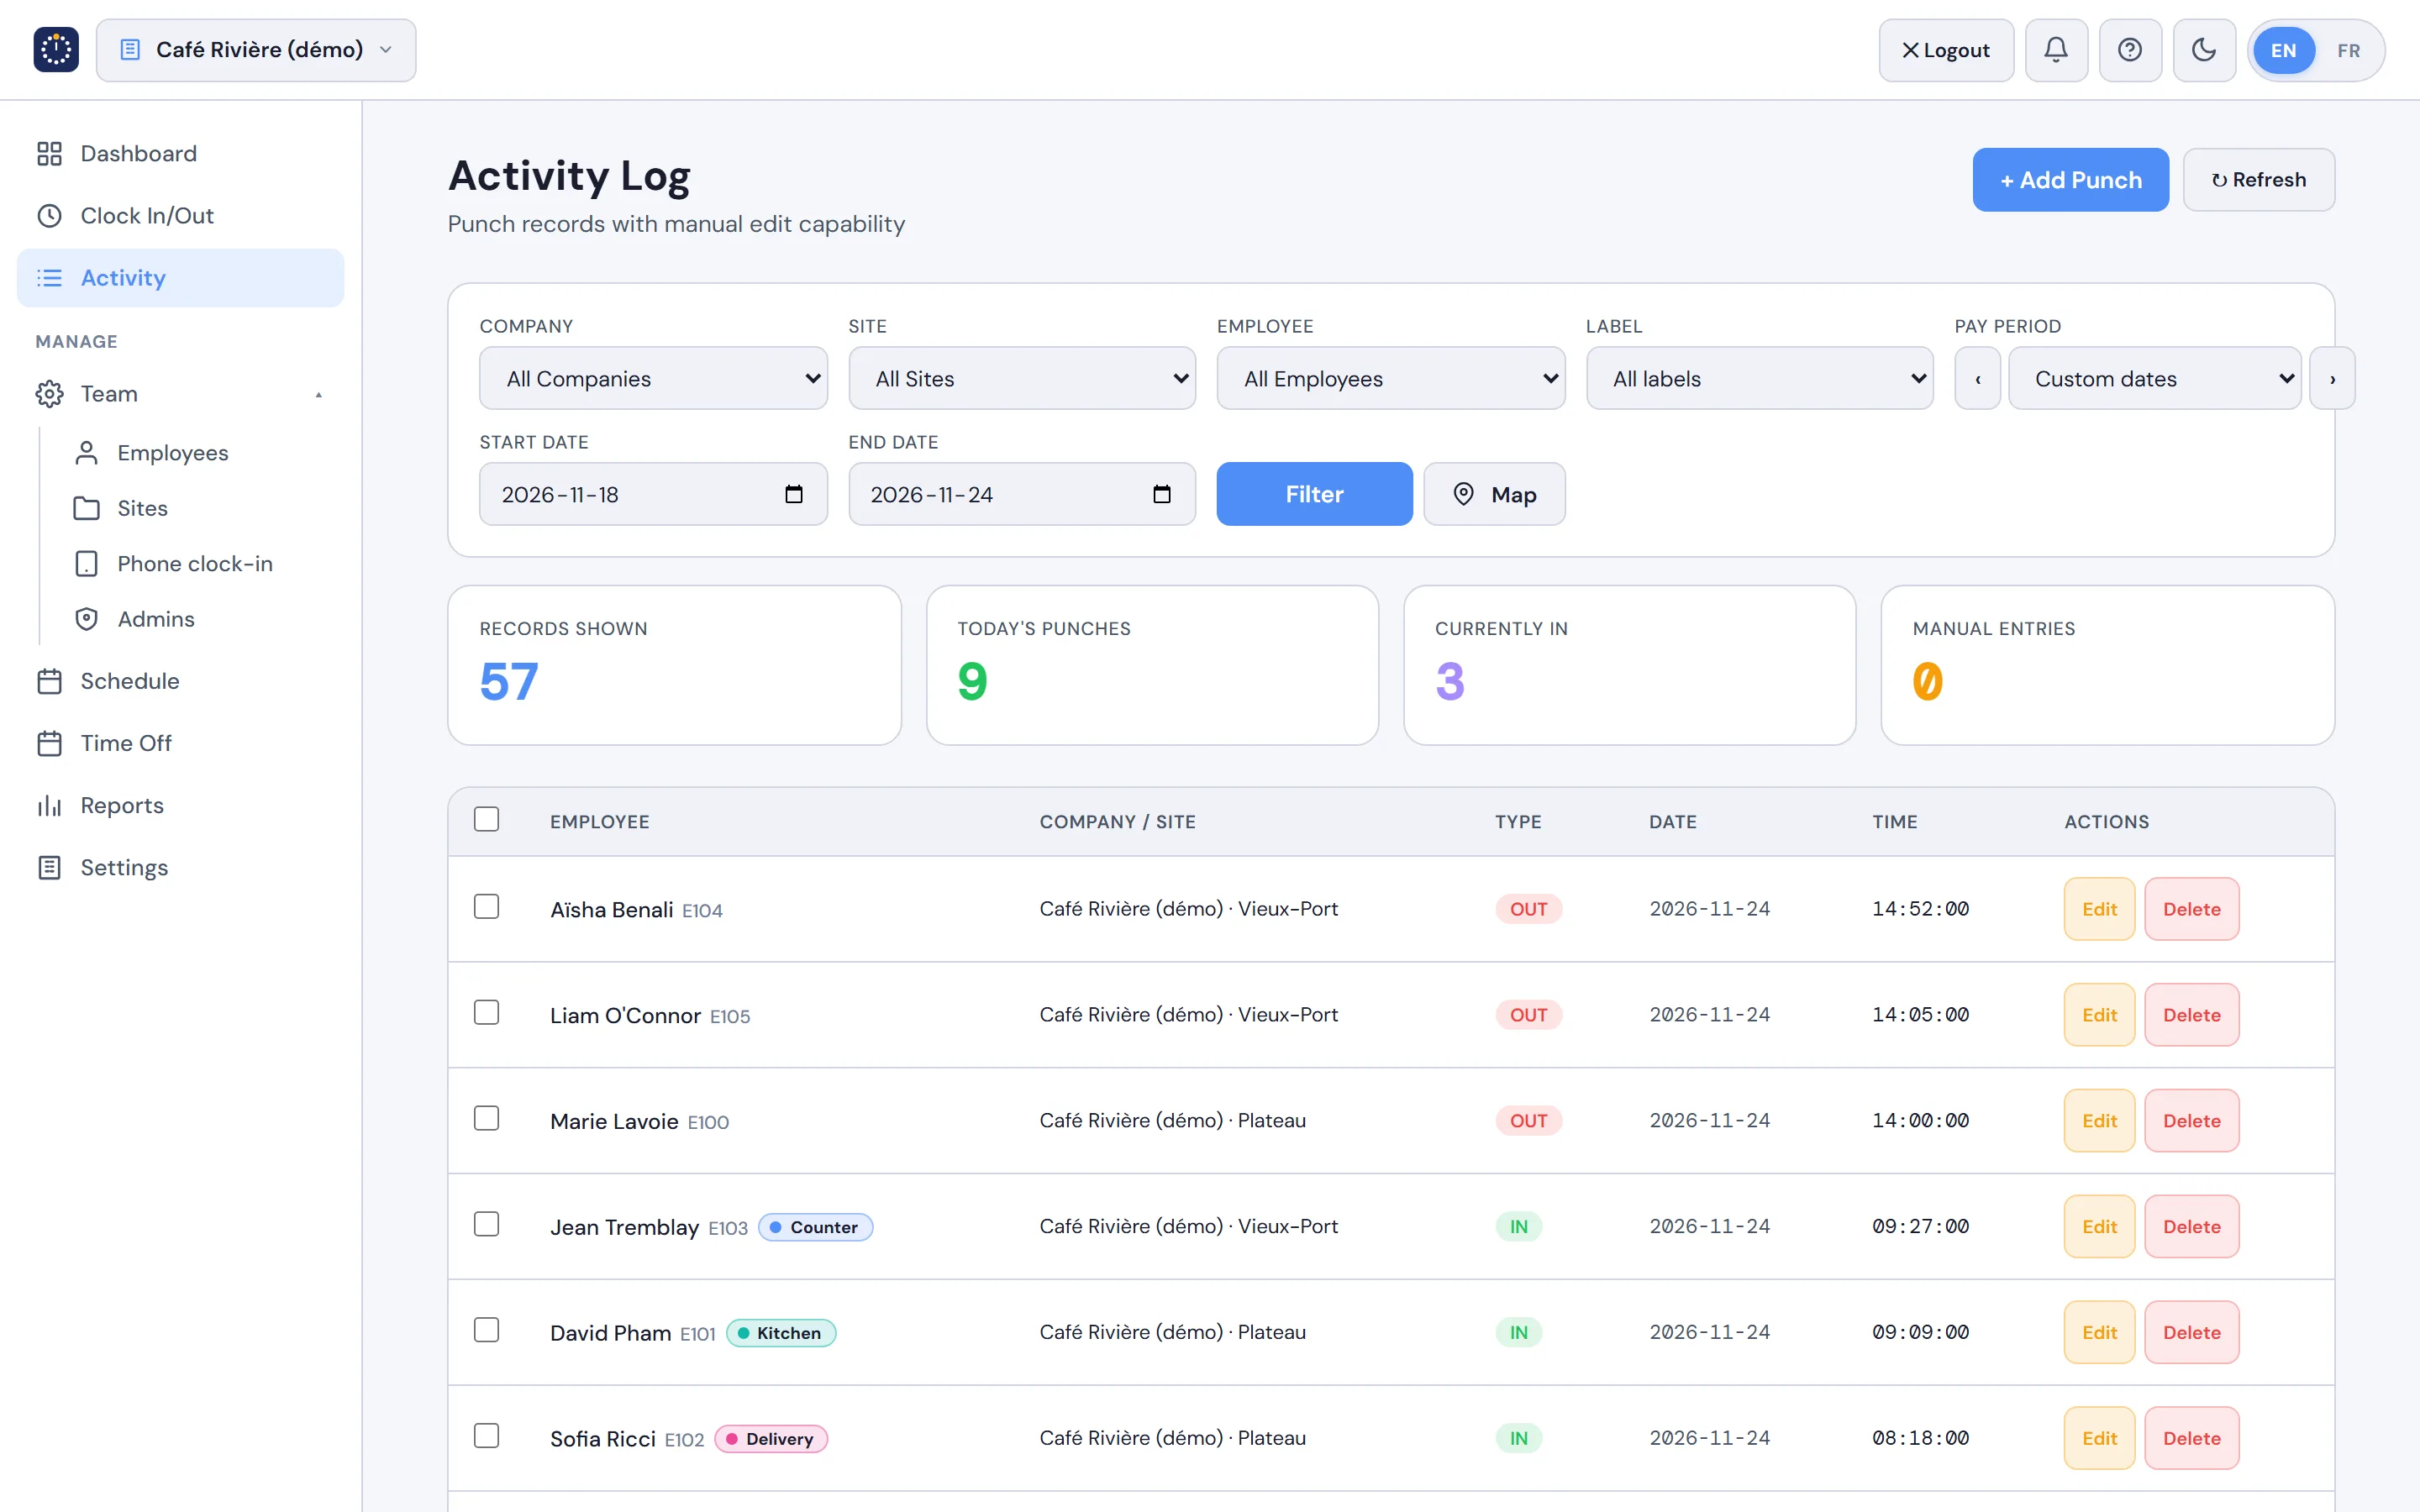 Café Rivière (démo)
Logout
EN FR
Dashboard
Clock In/Out
Activity
MANAGE
Team
Employees
Sites
Phone clock-in
Admins
Schedule
Time Off
Reports
Settings
Activity Log
Punch records with manual edit capability
+ Add Punch
↻ Refresh
COMPANY SITE EMPLOYEE LABEL PAY PERIOD
All Companies All Sites All Employees All labels ‹ Custom dates ›
START DATE END DATE
2026-11-18 2026-11-24 Filter Map
RECORDS SHOWN TODAY'S PUNCHES CURRENTLY IN MANUAL ENTRIES
57 9 3 0
EMPLOYEE COMPANY / SITE TYPE DATE TIME ACTIONS
Aïsha Benali E104 Café Rivière (démo) · Vieux-Port OUT 2026-11-24 14:52:00 Edit Delete
Liam O'Connor E105 Café Rivière (démo) · Vieux-Port OUT 2026-11-24 14:05:00 Edit Delete
Marie Lavoie E100 Café Rivière (démo) · Plateau OUT 2026-11-24 14:00:00 Edit Delete
Jean Tremblay E103 Counter Café Rivière (démo) · Vieux-Port IN 2026-11-24 09:27:00 Edit Delete
David Pham E101 Kitchen Café Rivière (démo) · Plateau IN 2026-11-24 09:09:00 Edit Delete
Sofia Ricci E102 Delivery Café Rivière (démo) · Plateau IN 2026-11-24 08:18:00 Edit Delete